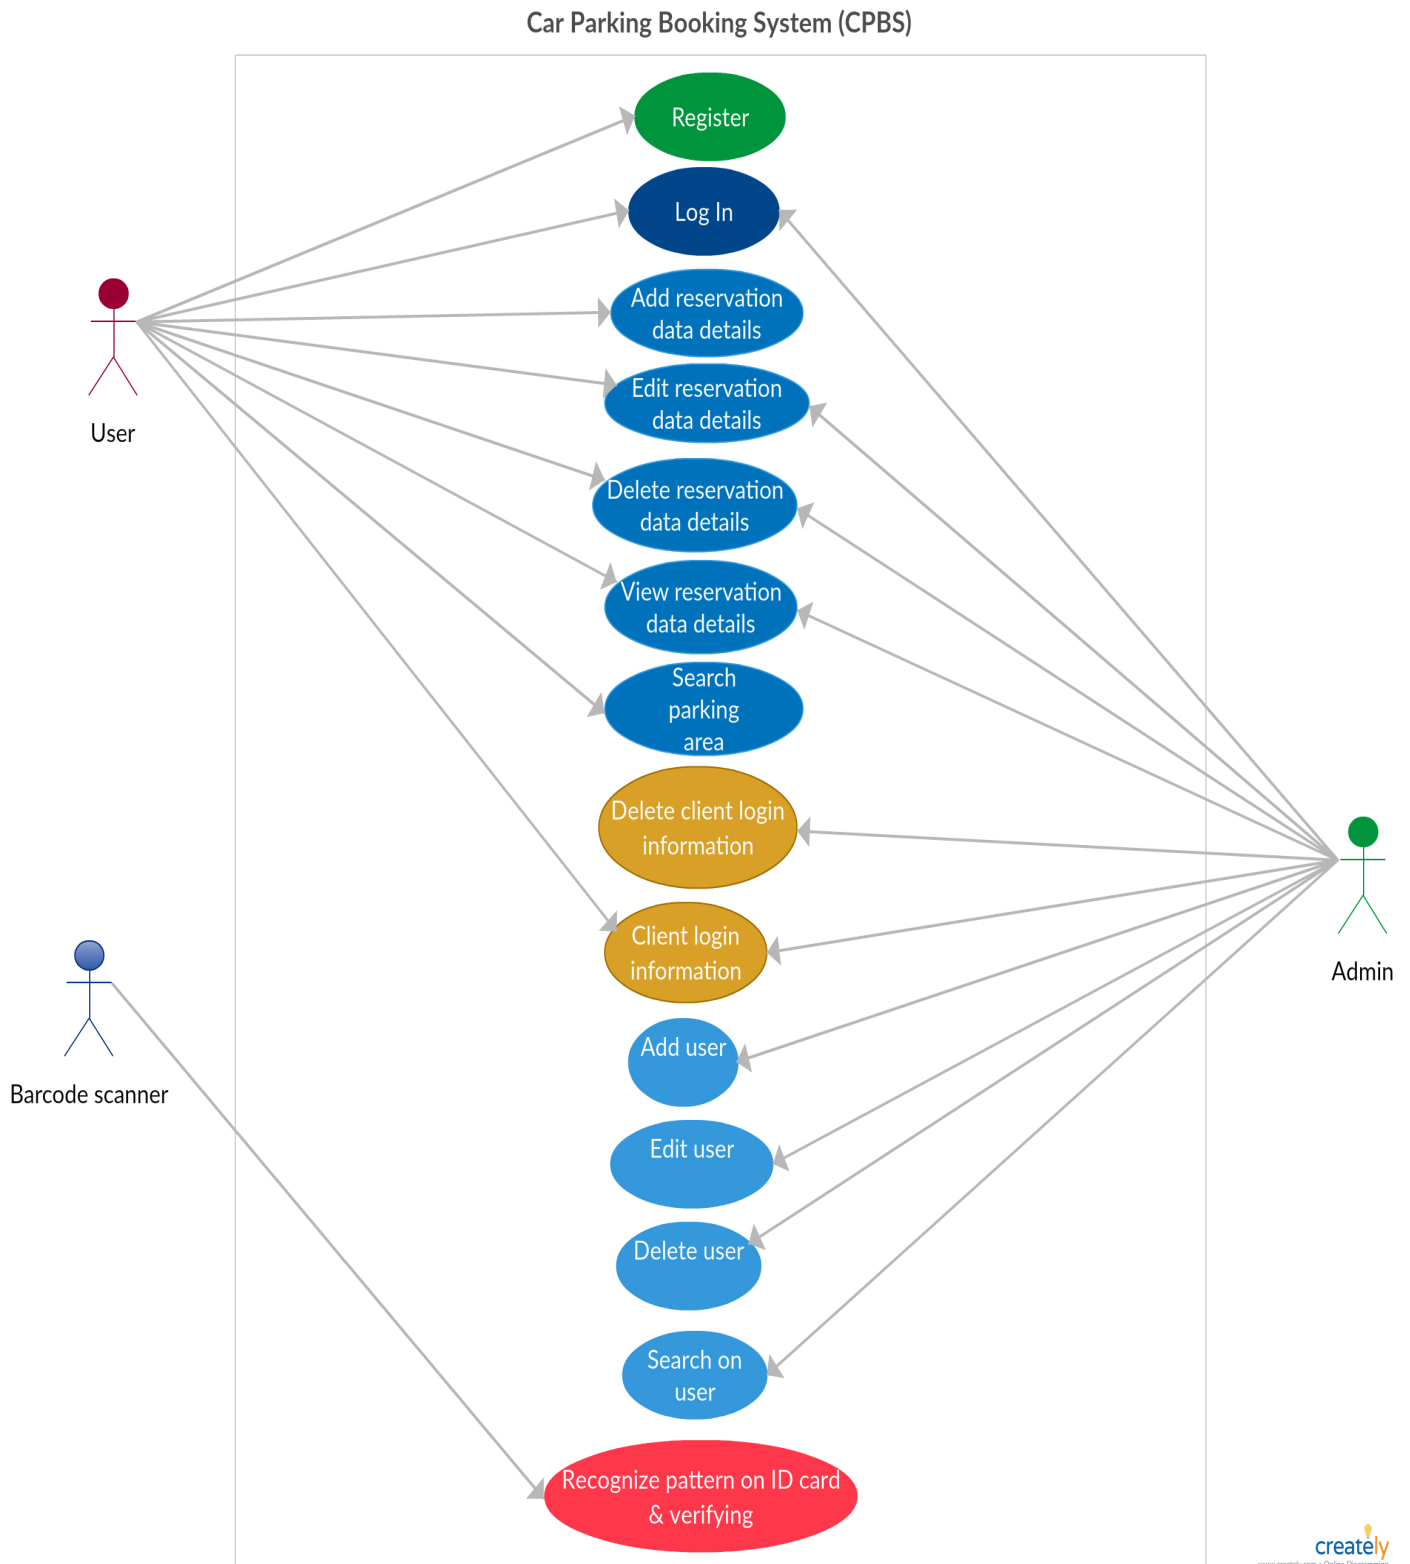 Car Parking Booking System (CPBS)
Register
Log In
Add reservation
data details
Edit reservation
data details
User
Delete reservation
data details
View reservation
data details
Search
parking
area
Delete client login
information
Client login
information
Admin
Add user
Barcode scanner
Edit user
Delete user
Search on
user
Recognize pattern on ID card
& verifying
creately